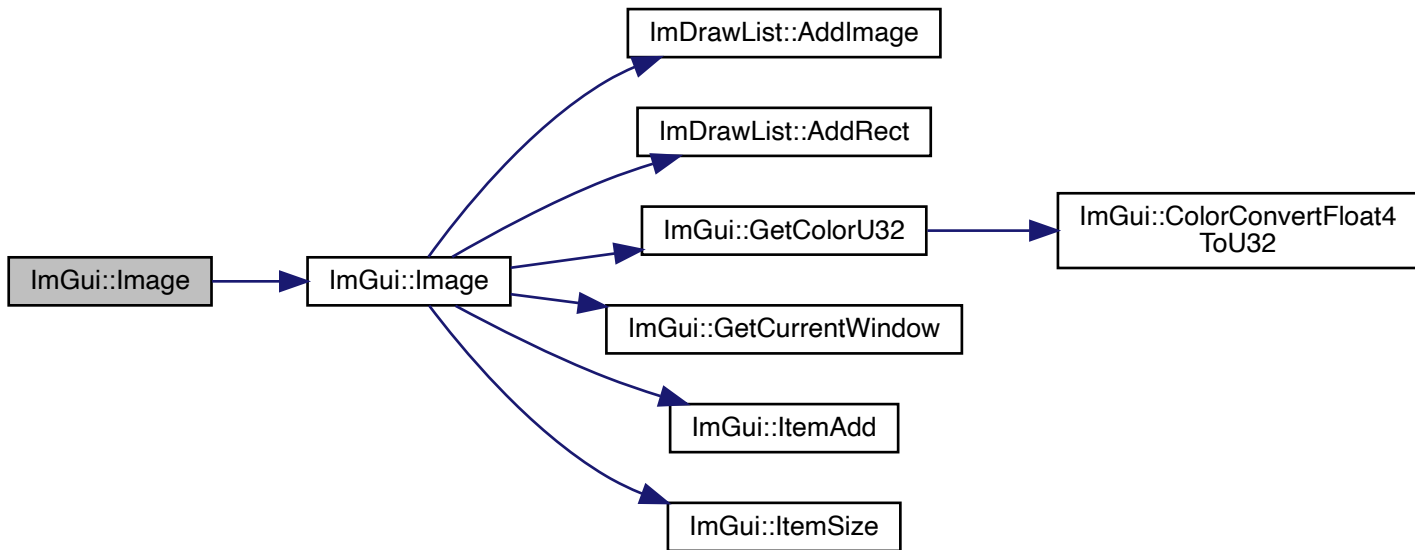 ImGui::Image
ImGui::Image
ImDrawList::AddImage
ImDrawList::AddRect
ImGui::GetColorU32
ImGui::GetCurrentWindow
ImGui::ItemAdd
ImGui::ItemSize
ImGui::ColorConvertFloat4
ToU32